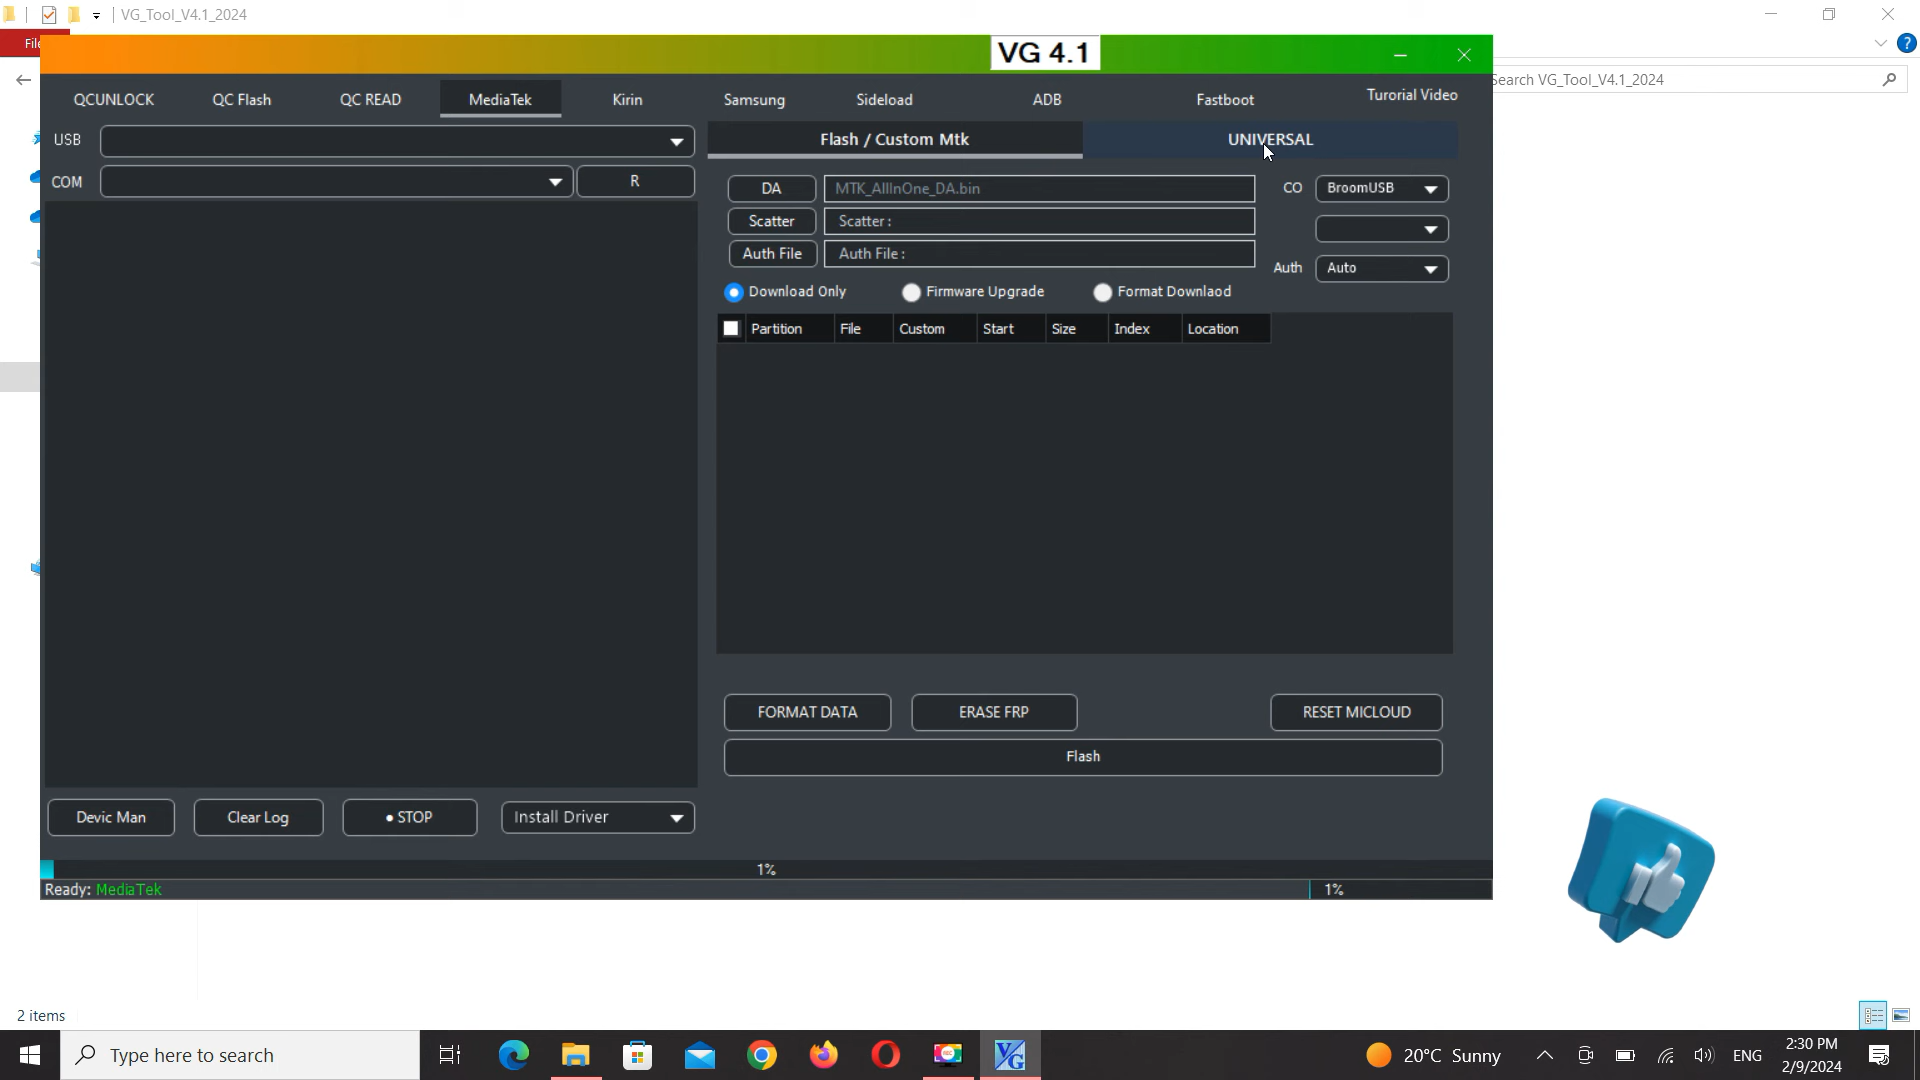 VG_Tool_V4.1_2024
File
VG 4.1
Search VG_Tool_V4.1_2024
QCUNLOCK QC Flash QC READ MediaTek Kirin Samsung Sideload ADB Fastboot Turorial Video
USB
COM R
Flash / Custom Mtk UNIVERSAL
DA MTK_AllInOne_DA.bin CO BroomUSB
Scatter Scatter :
Auth File Auth File : Auth Auto
Download Only Firmware Upgrade Format Downlaod
Partition File Custom Start Size Index Location
FORMAT DATA ERASE FRP RESET MICLOUD
Flash
Devic Man Clear Log ● STOP Install Driver
1%
Ready: MediaTek 1%
2 items
Type here to search
VG
20°C Sunny
ENG
2:30 PM
2/9/2024